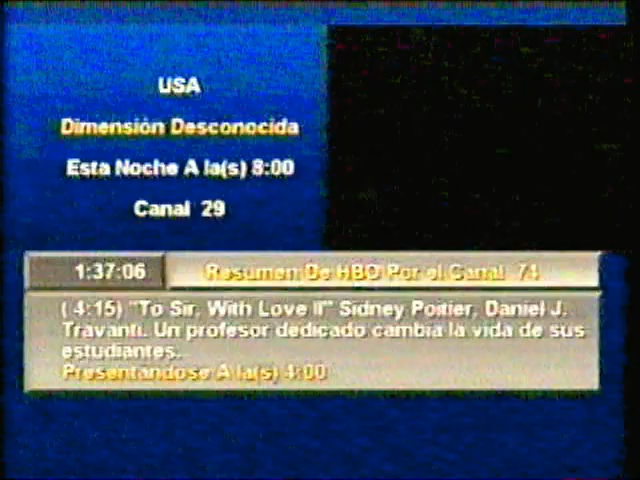 USA
Dimensión Desconocida
Esta Noche A la(s) 8:00
Canal 29
1:37:06
Resumen De HBO Por el Canal 74
( 4:15) "To Sir, With Love II" Sidney Poitier, Daniel J.
Travanti. Un profesor dedicado cambia la vida de sus
estudiantes.
Presentandose A la(s) 4:00